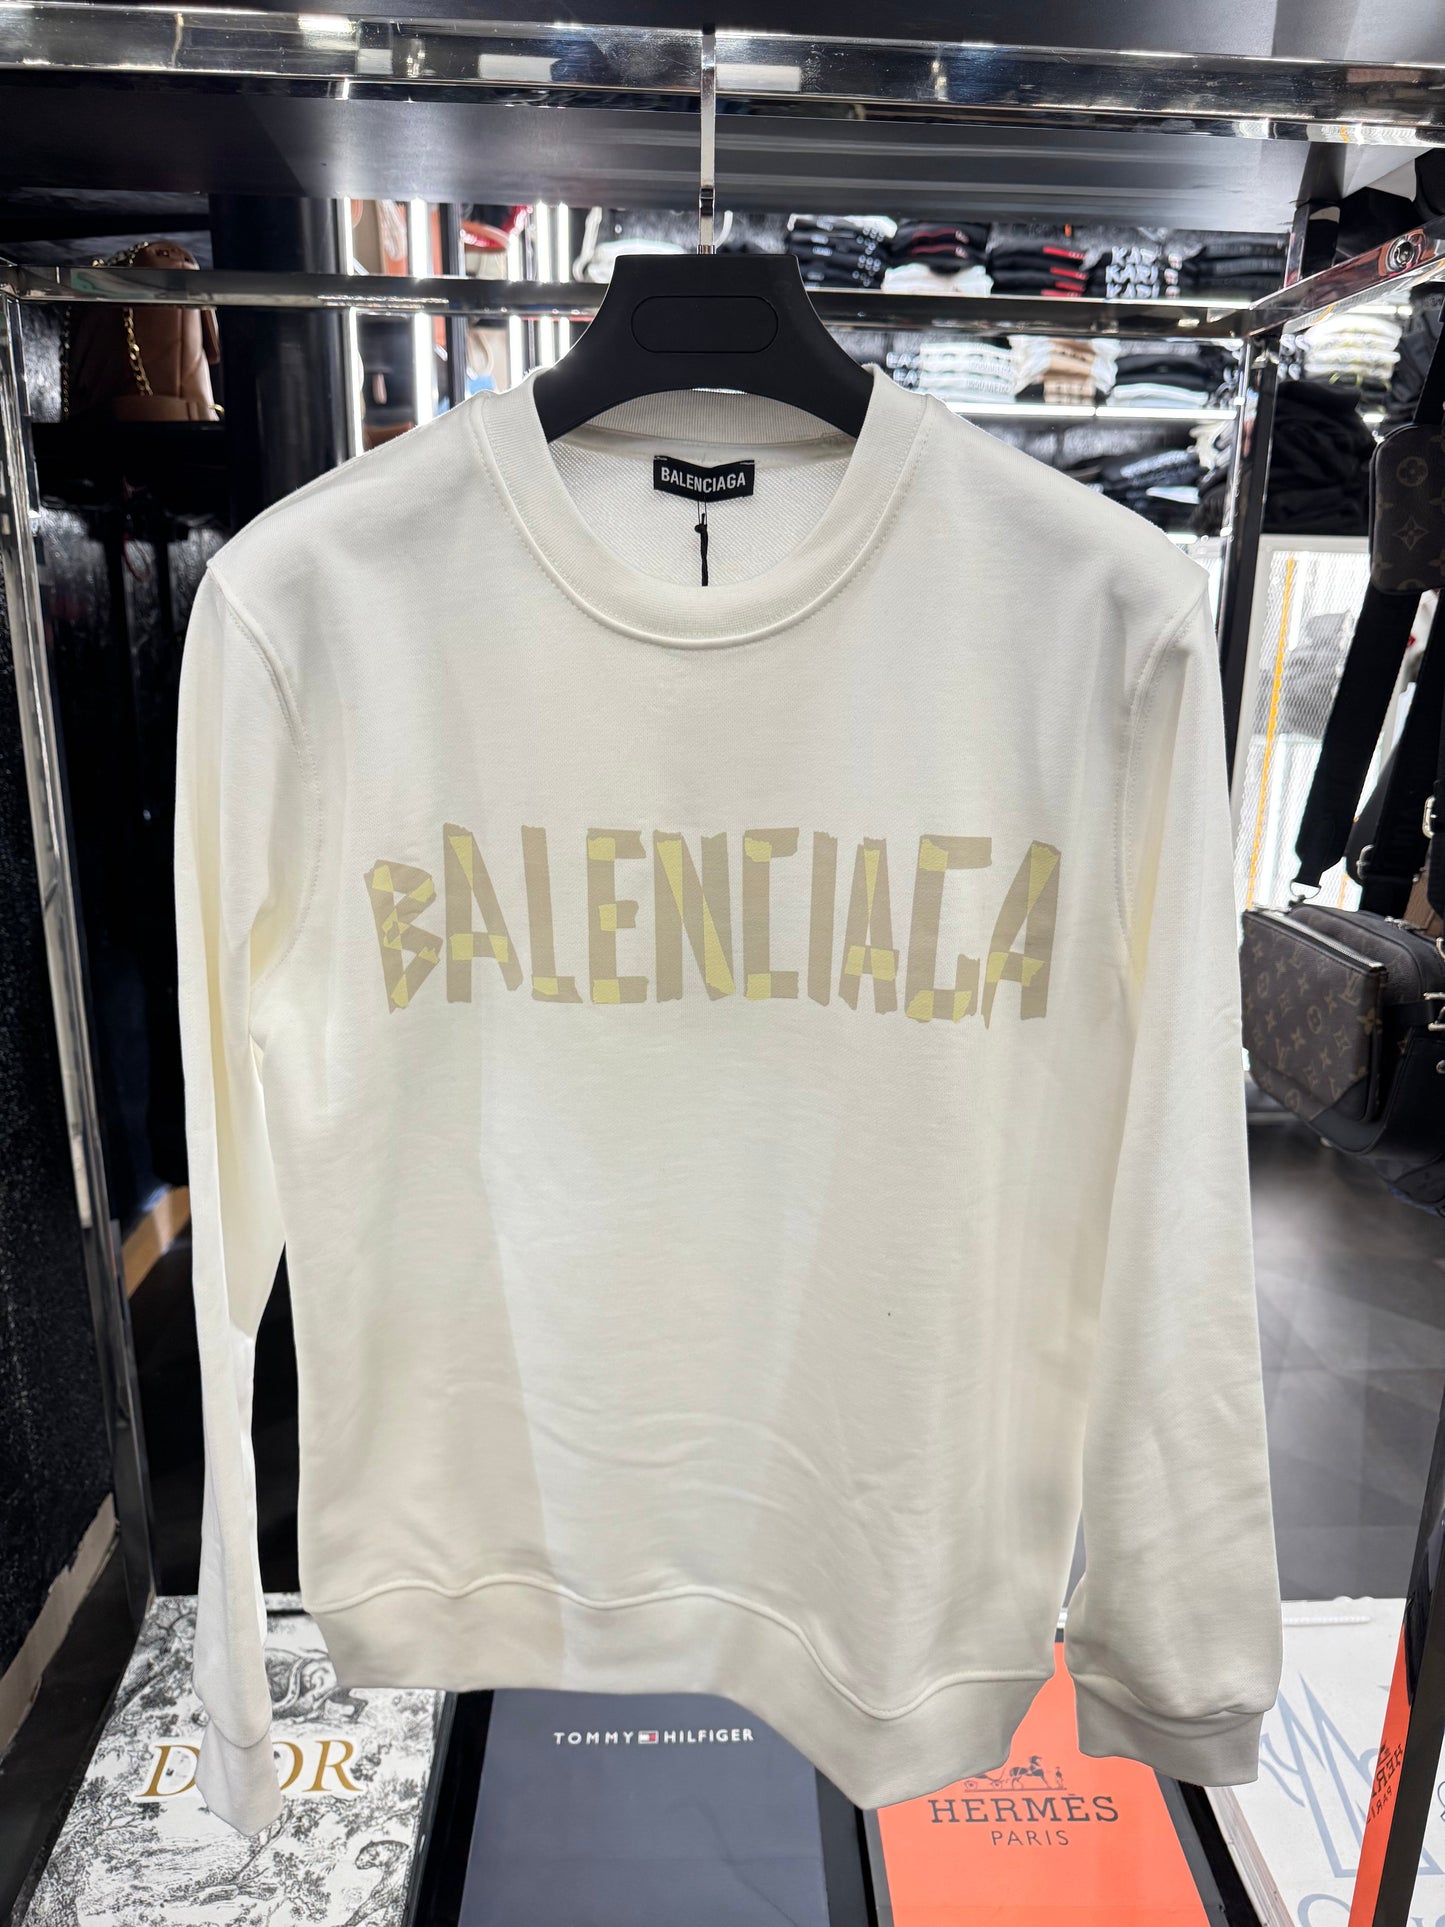 BALENCIAGA
BALENCIAGA
DIOR
TOMMY HILFIGER
HERMÈS
PARIS